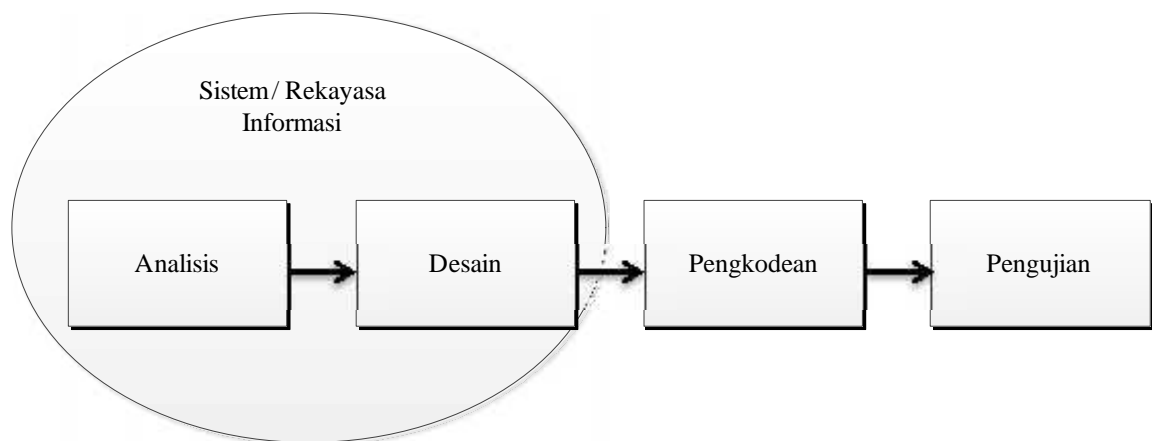 Sistem / Rekayasa
Informasi
Analisis
Desain
Pengkodean
Pengujian